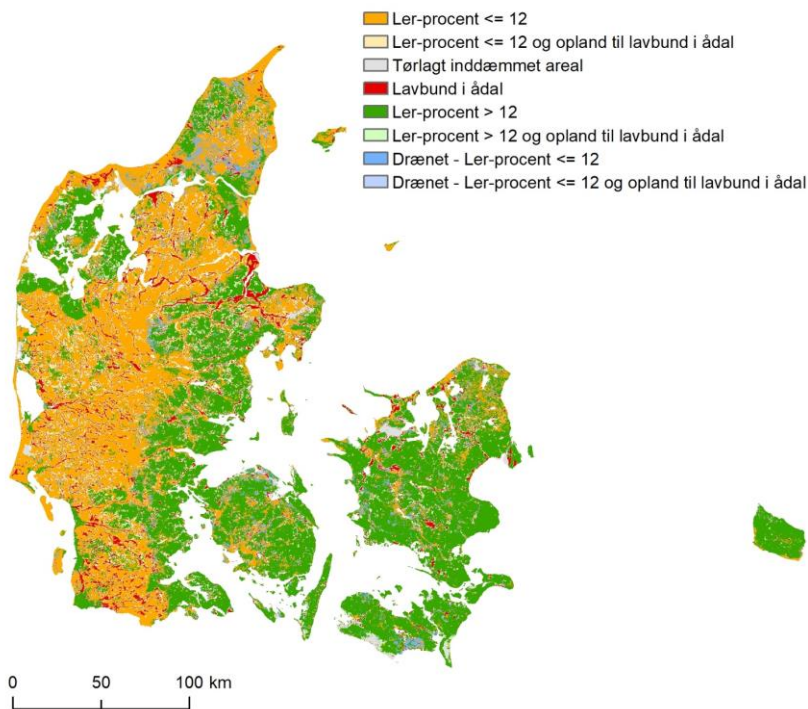 Ler-procent <= 12
Ler-procent <= 12 og opland til lavbund i ådal
Tørlagt inddæmmet areal
Lavbund i ådal
Ler-procent > 12
Ler-procent > 12 og opland til lavbund i ådal
Drænet - Ler-procent <= 12
Drænet - Ler-procent <= 12 og opland til lavbund i ådal
0 50 100 km